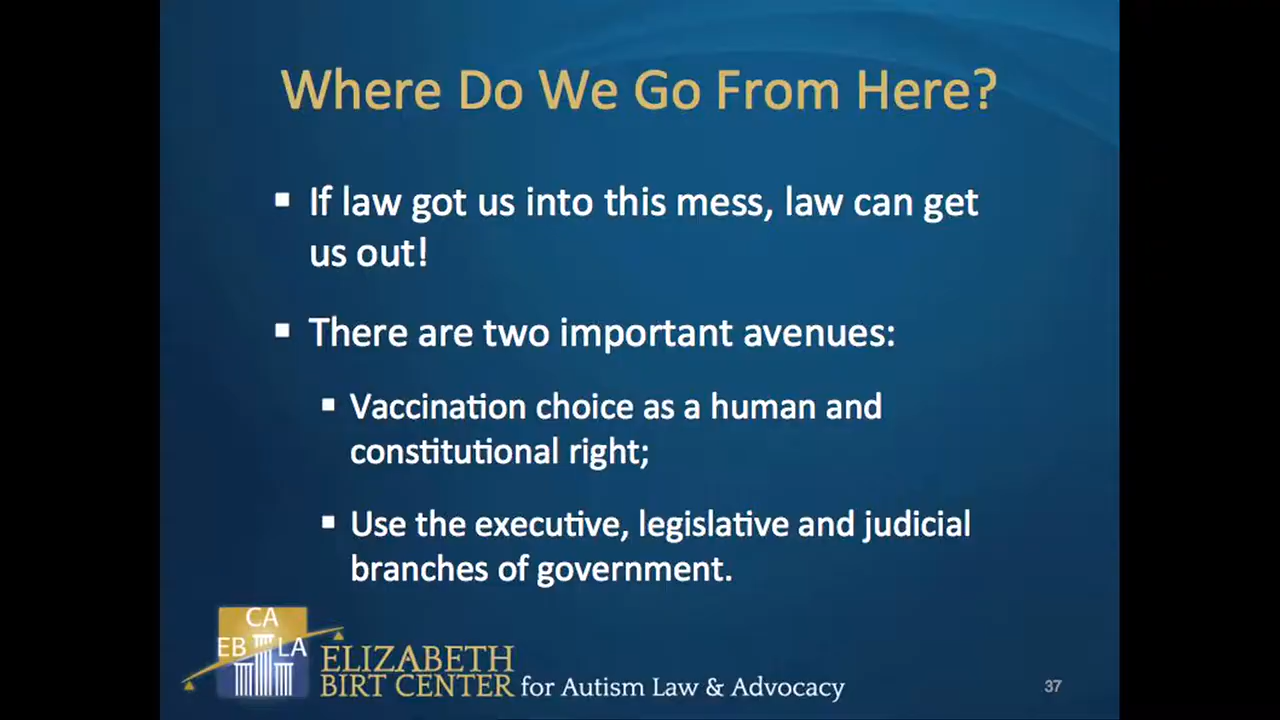 Where Do We Go From Here?
▪ If law got us into this mess, law can get
us out!
▪ There are two important avenues:
▪ Vaccination choice as a human and
constitutional right;
▪ Use the executive, legislative and judicial
branches of government.
CA
EB LA
ELIZABETH
BIRT CENTER for Autism Law & Advocacy
37